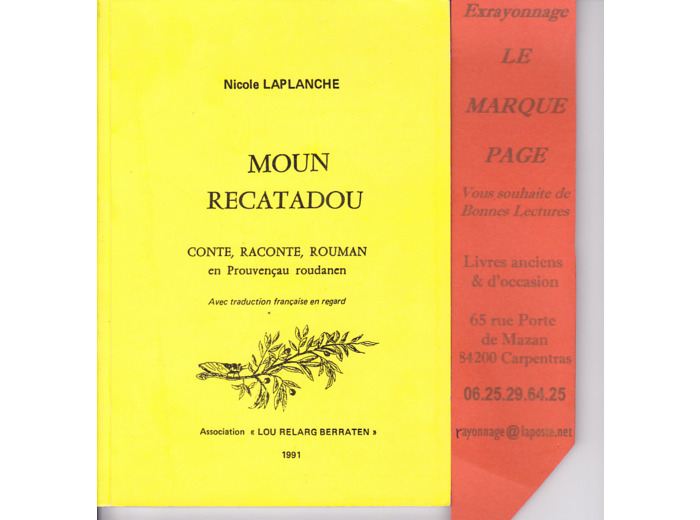 Nicole LAPLANCHE
MOUN
RECATADOU
CONTE, RACONTE, ROUMAN
en Prouvençau roudanen
Avec traduction française en regard
Association « LOU RELARG BERRATEN »
1991
Exrayonnage
LE
MARQUE
PAGE
Vous souhaite de
Bonnes Lectures
Livres anciens
& d'occasion
65 rue Porte
de Mazan
84200 Carpentras
06.25.29.64.25
rayonnage@laposte.net